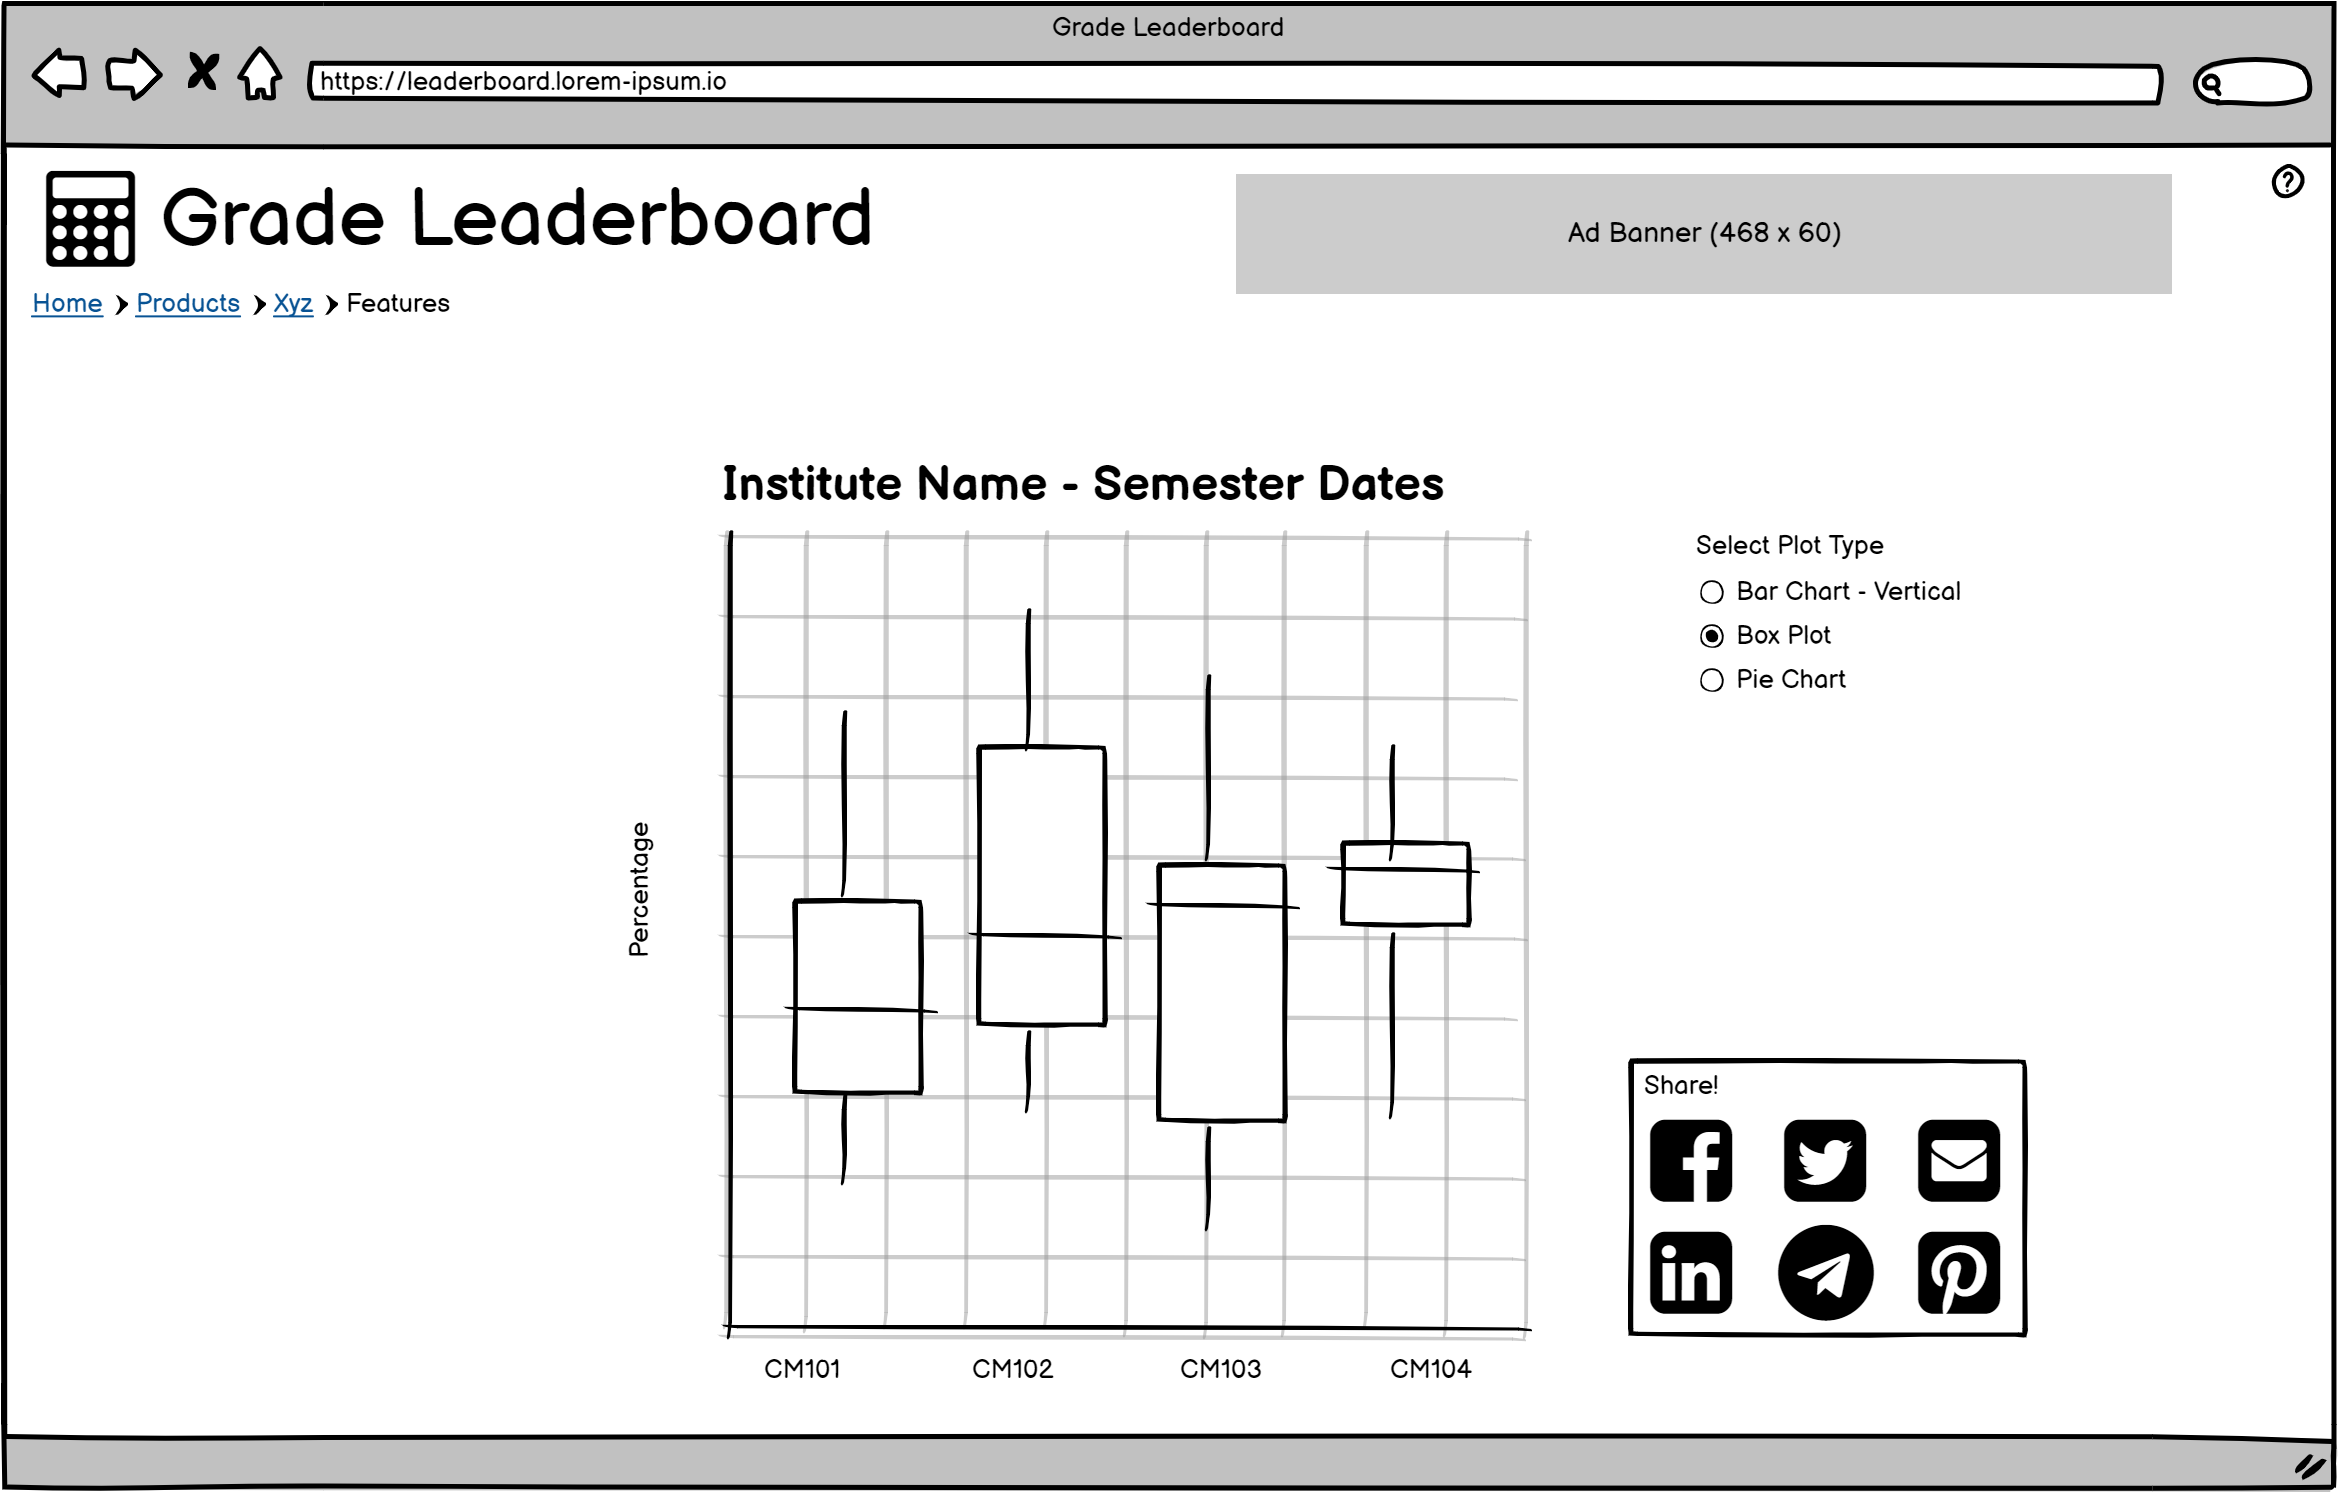 Grade Leaderboard
https://leaderboard.lorem-ipsum.io
Grade Leaderboard
Ad Banner (468 x 60)
Home Products Xyz Features
Institute Name - Semester Dates
Select Plot Type
Bar Chart - Vertical
Box Plot
Pie Chart
Percentage
Share!
CM101 CM102 CM103 CM104